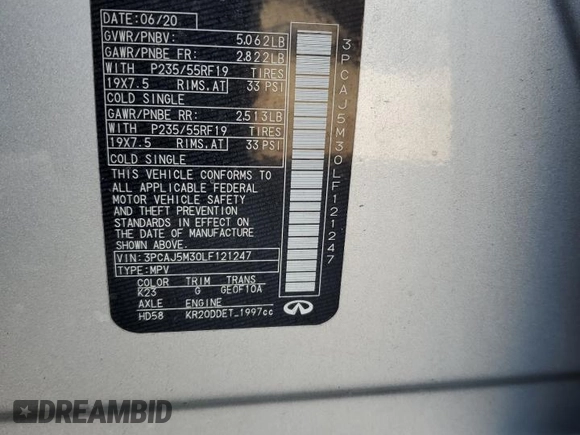 DATE: 06/20
GVWR/PNBV: 5.062LB
GAWR/PNBE FR: 2.822LB
WITH P235/55RF19 TIRES
19X7.5 RIMS,AT 33 PSI
COLD SINGLE
GAWR/PNBE RR: 2.513LB
WITH P235/55RF19 TIRES
19X7.5 RIMS,AT 33 PSI
COLD SINGLE
THIS VEHICLE CONFORMS TO
ALL APPLICABLE FEDERAL
MOTOR VEHICLE SAFETY
AND THEFT PREVENTION
STANDARDS IN EFFECT ON
THE DATE OF MANUFACTURE
SHOWN ABOVE.
VIN: 3PCAJ5M30LF121247
TYPE: MPV
COLOR TRIM TRANS
K23 G GE0F10A
AXLE ENGINE
HD58 KR20DDET_1997cc
3PCAJ5M30LF121247
DREAMBID